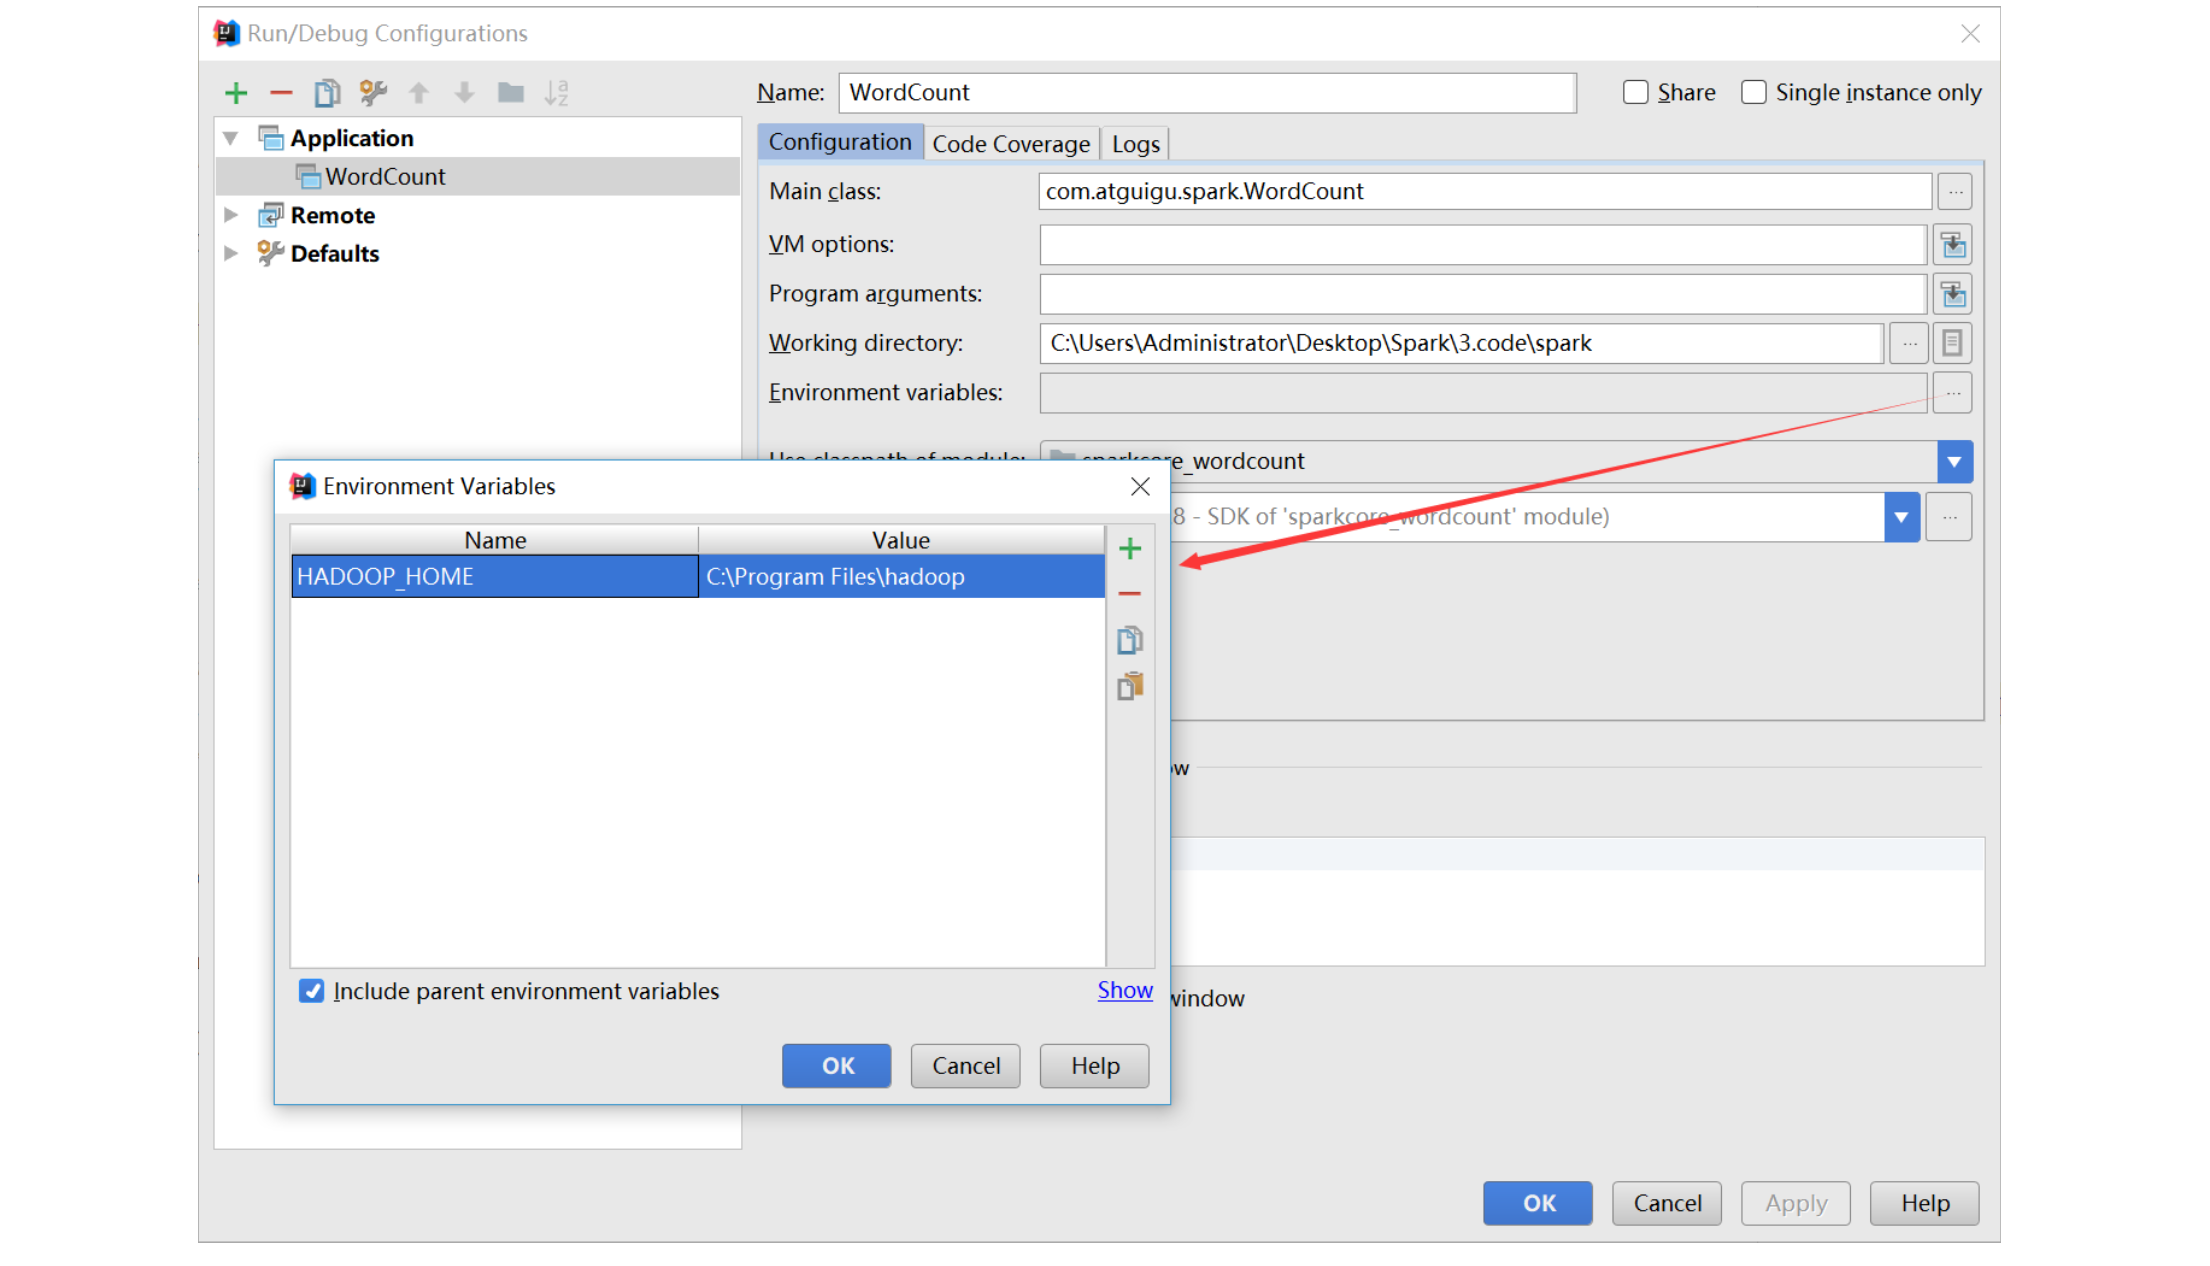 Run/Debug Configurations
Name: WordCount
Share
Single instance only
Application
WordCount
Remote
Defaults
Configuration
Code Coverage
Logs
Main class: com.atguigu.spark.WordCount
VM options:
Program arguments:
Working directory: C:\Users\Administrator\Desktop\Spark\3.code\spark
Environment variables:
Use classpath of module: sparkcore_wordcount
8 - SDK of 'sparkcore_wordcount' module)
Environment Variables
Name Value
HADOOP_HOME C:\Program Files\hadoop
Include parent environment variables
Show
window
OK Cancel Help
OK Cancel Apply Help